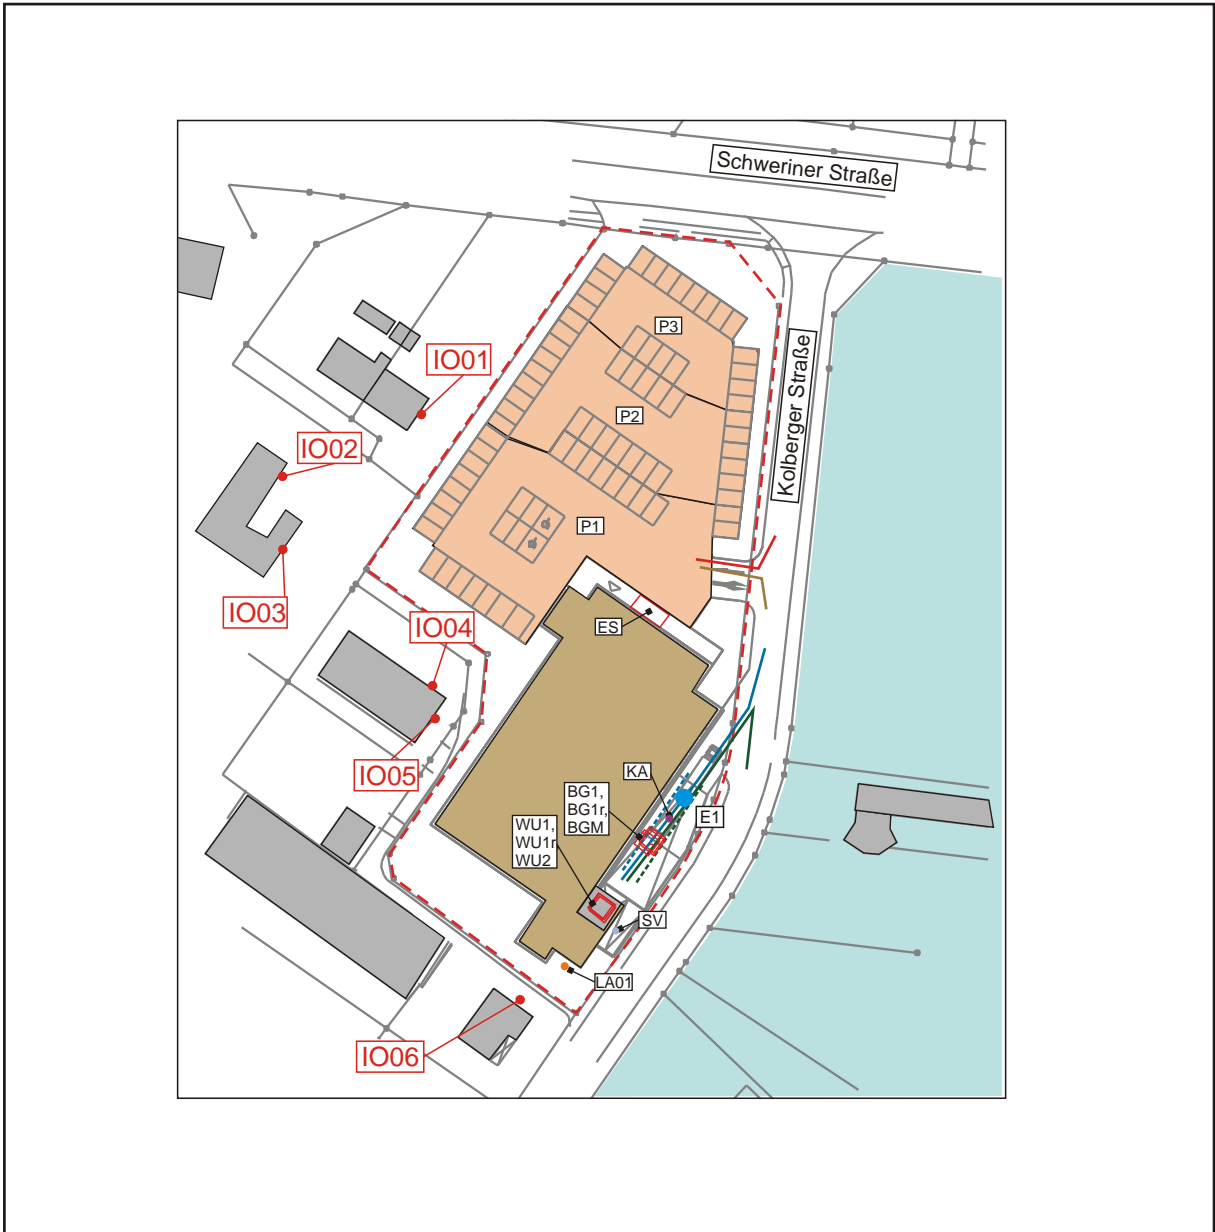 Schweriner Straße
P3
Kolberger Straße
IO01
P2
IO02
P1
IO03
IO04
ES
IO05
KA
BG1,
BG1r,
BGM
E1
WU1,
WU1r
WU2
SV
LA01
IO06